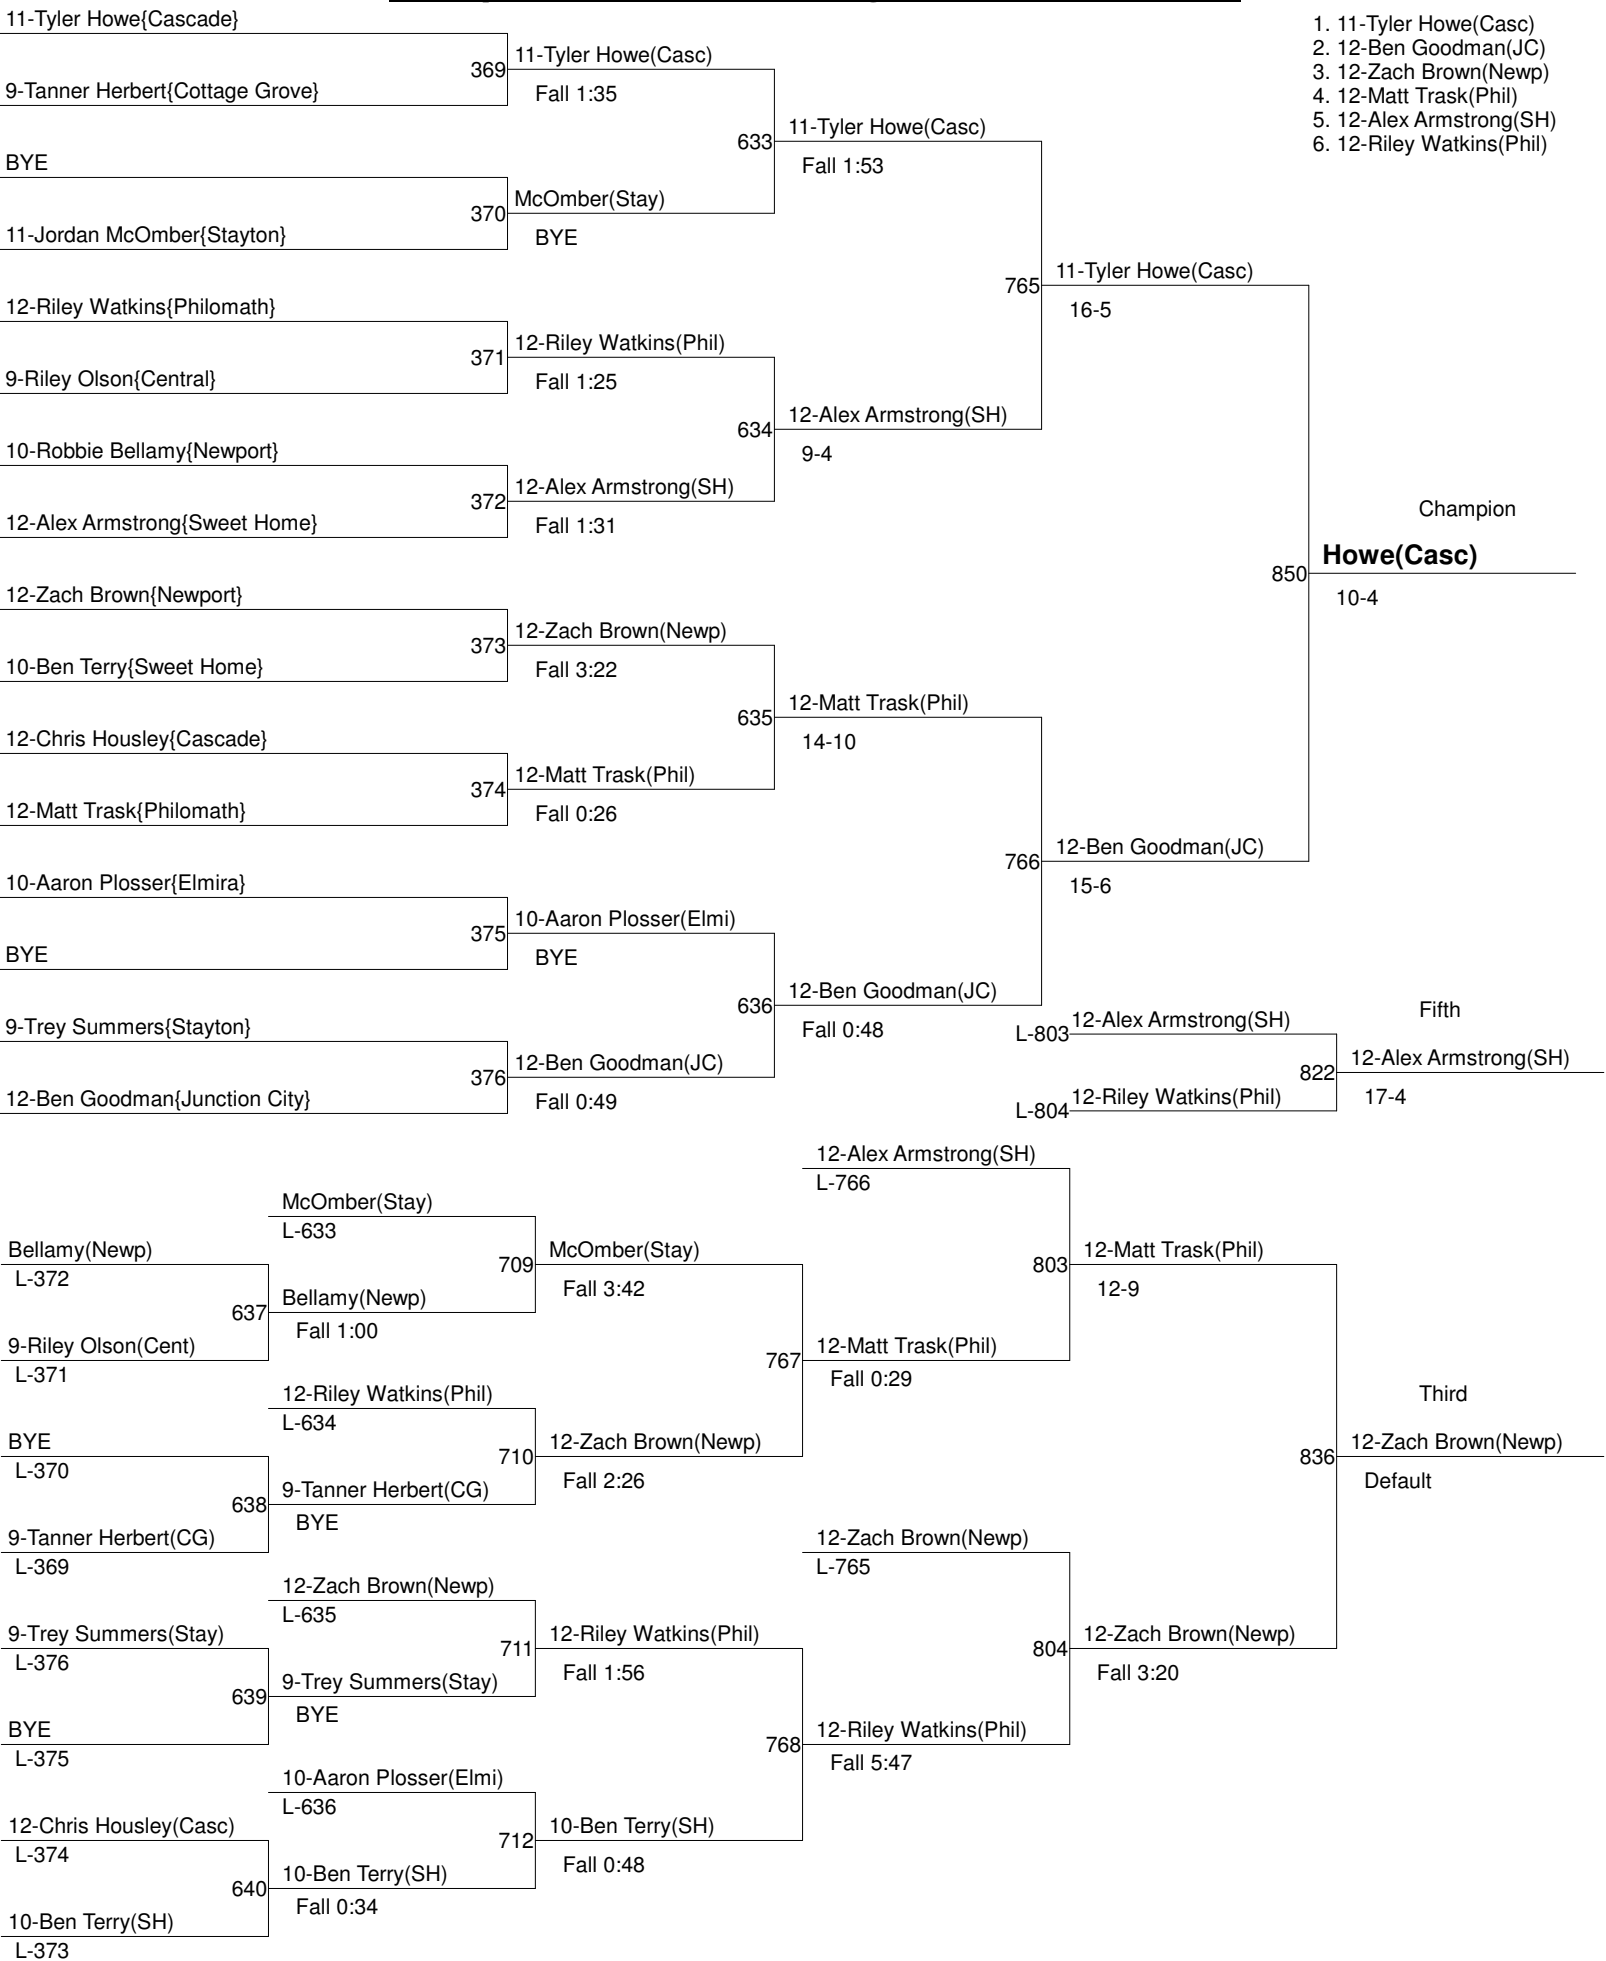 11-Tyler Howe{Cascade}
369
9-Tanner Herbert{Cottage Grove}
11-Tyler Howe(Casc)
Fall 1:35
BYE
370
11-Jordan McOmber{Stayton}
McOmber(Stay)
BYE
633
11-Tyler Howe(Casc)
Fall 1:53
12-Riley Watkins{Philomath}
371
9-Riley Olson{Central}
12-Riley Watkins(Phil)
Fall 1:25
10-Robbie Bellamy{Newport}
372
12-Alex Armstrong{Sweet Home}
12-Alex Armstrong(SH)
Fall 1:31
634
12-Alex Armstrong(SH)
9-4
765
11-Tyler Howe(Casc)
16-5
12-Zach Brown{Newport}
373
10-Ben Terry{Sweet Home}
12-Zach Brown(Newp)
Fall 3:22
12-Chris Housley{Cascade}
374
12-Matt Trask{Philomath}
12-Matt Trask(Phil)
Fall 0:26
635
12-Matt Trask(Phil)
14-10
10-Aaron Plosser{Elmira}
375
BYE
10-Aaron Plosser(Elmi)
BYE
9-Trey Summers{Stayton}
376
12-Ben Goodman{Junction City}
12-Ben Goodman(JC)
Fall 0:49
636
12-Ben Goodman(JC)
Fall 0:48
766
12-Ben Goodman(JC)
15-6
850
Champion
Howe(Casc)
10-4
1. 11-Tyler Howe(Casc)
2. 12-Ben Goodman(JC)
3. 12-Zach Brown(Newp)
4. 12-Matt Trask(Phil)
5. 12-Alex Armstrong(SH)
6. 12-Riley Watkins(Phil)
L-803
12-Alex Armstrong(SH)
L-804
12-Riley Watkins(Phil)
822
Fifth
12-Alex Armstrong(SH)
17-4
Bellamy(Newp)
L-372
637
9-Riley Olson(Cent)
L-371
McOmber(Stay)
L-633
709
Bellamy(Newp)
Fall 1:00
McOmber(Stay)
Fall 3:42
BYE
L-370
638
9-Tanner Herbert(CG)
L-369
12-Riley Watkins(Phil)
L-634
710
9-Tanner Herbert(CG)
BYE
12-Zach Brown(Newp)
Fall 2:26
767
12-Alex Armstrong(SH)
L-766
803
12-Matt Trask(Phil)
Fall 0:29
12-Matt Trask(Phil)
12-9
9-Trey Summers(Stay)
L-376
639
BYE
L-375
12-Zach Brown(Newp)
L-635
711
9-Trey Summers(Stay)
BYE
12-Riley Watkins(Phil)
Fall 1:56
12-Chris Housley(Casc)
L-374
640
10-Ben Terry(SH)
L-373
10-Aaron Plosser(Elmi)
L-636
712
10-Ben Terry(SH)
Fall 0:34
10-Ben Terry(SH)
Fall 0:48
768
12-Zach Brown(Newp)
L-765
804
12-Riley Watkins(Phil)
Fall 5:47
12-Zach Brown(Newp)
Fall 3:20
836
Third
12-Zach Brown(Newp)
Default